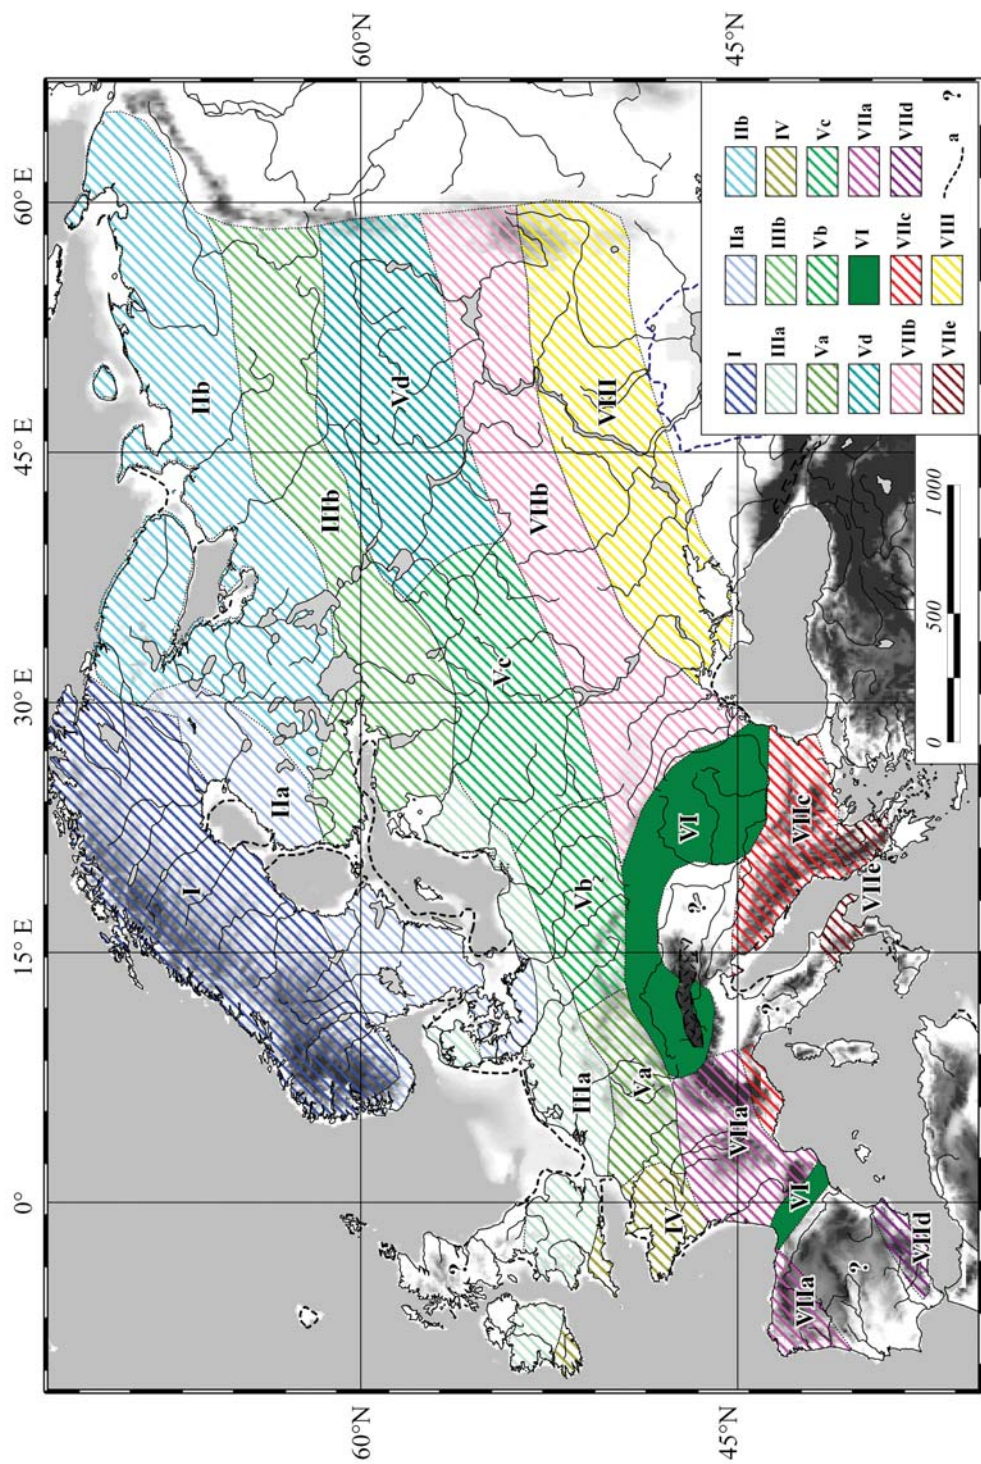 0°
15° E
30° E
45° E
60° E
I
IIb
IIa
IIIb
60°N
60°N
Vd
?
Vc
VIIb
IIIa
Vb
VIII
Va
IV
VI
?
VIIa
45°N
45°N
?
VI
VIIa
VIIc
?
VIIe
VIId
I IIa IIb
IIIa IIIb IV
Va Vb Vc
Vd VI VIIa
VIIb VIIc VIId
VIIe VIII a ?
0 500 1 000